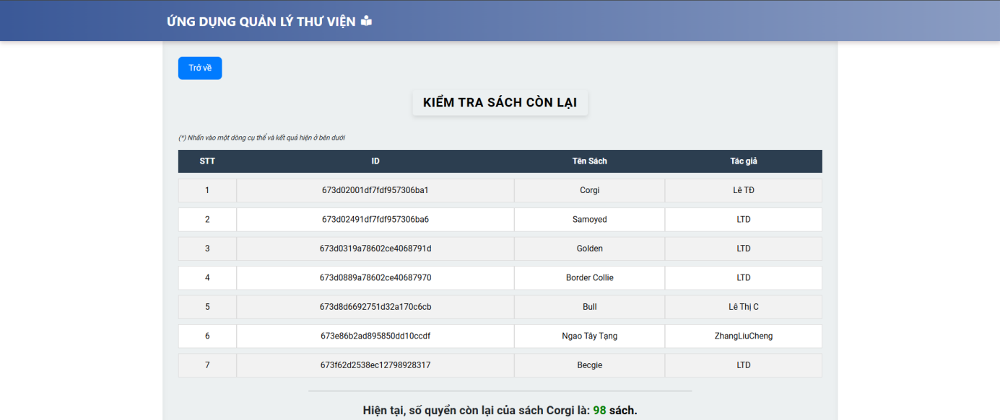 ỨNG DỤNG QUẢN LÝ THƯ VIỆN
Trở về
KIỂM TRA SÁCH CÒN LẠI
(*) Nhấn vào một dòng cụ thể và kết quả hiện ở bên dưới
STT ID Tên Sách Tác giả
1 673d02001df7fdf957306ba1 Corgi Lê TĐ
2 673d02491df7fdf957306ba6 Samoyed LTD
3 673d0319a78602ce4068791d Golden LTD
4 673d0889a78602ce40687970 Border Collie LTD
5 673d8d6692751d32a170c6cb Bull Lê Thị C
6 673e86b2ad895850dd10ccdf Ngao Tây Tạng ZhangLiuCheng
7 673f62d2538ec12798928317 Becgie LTD
Hiện tại, số quyển còn lại của sách Corgi là: 98 sách.